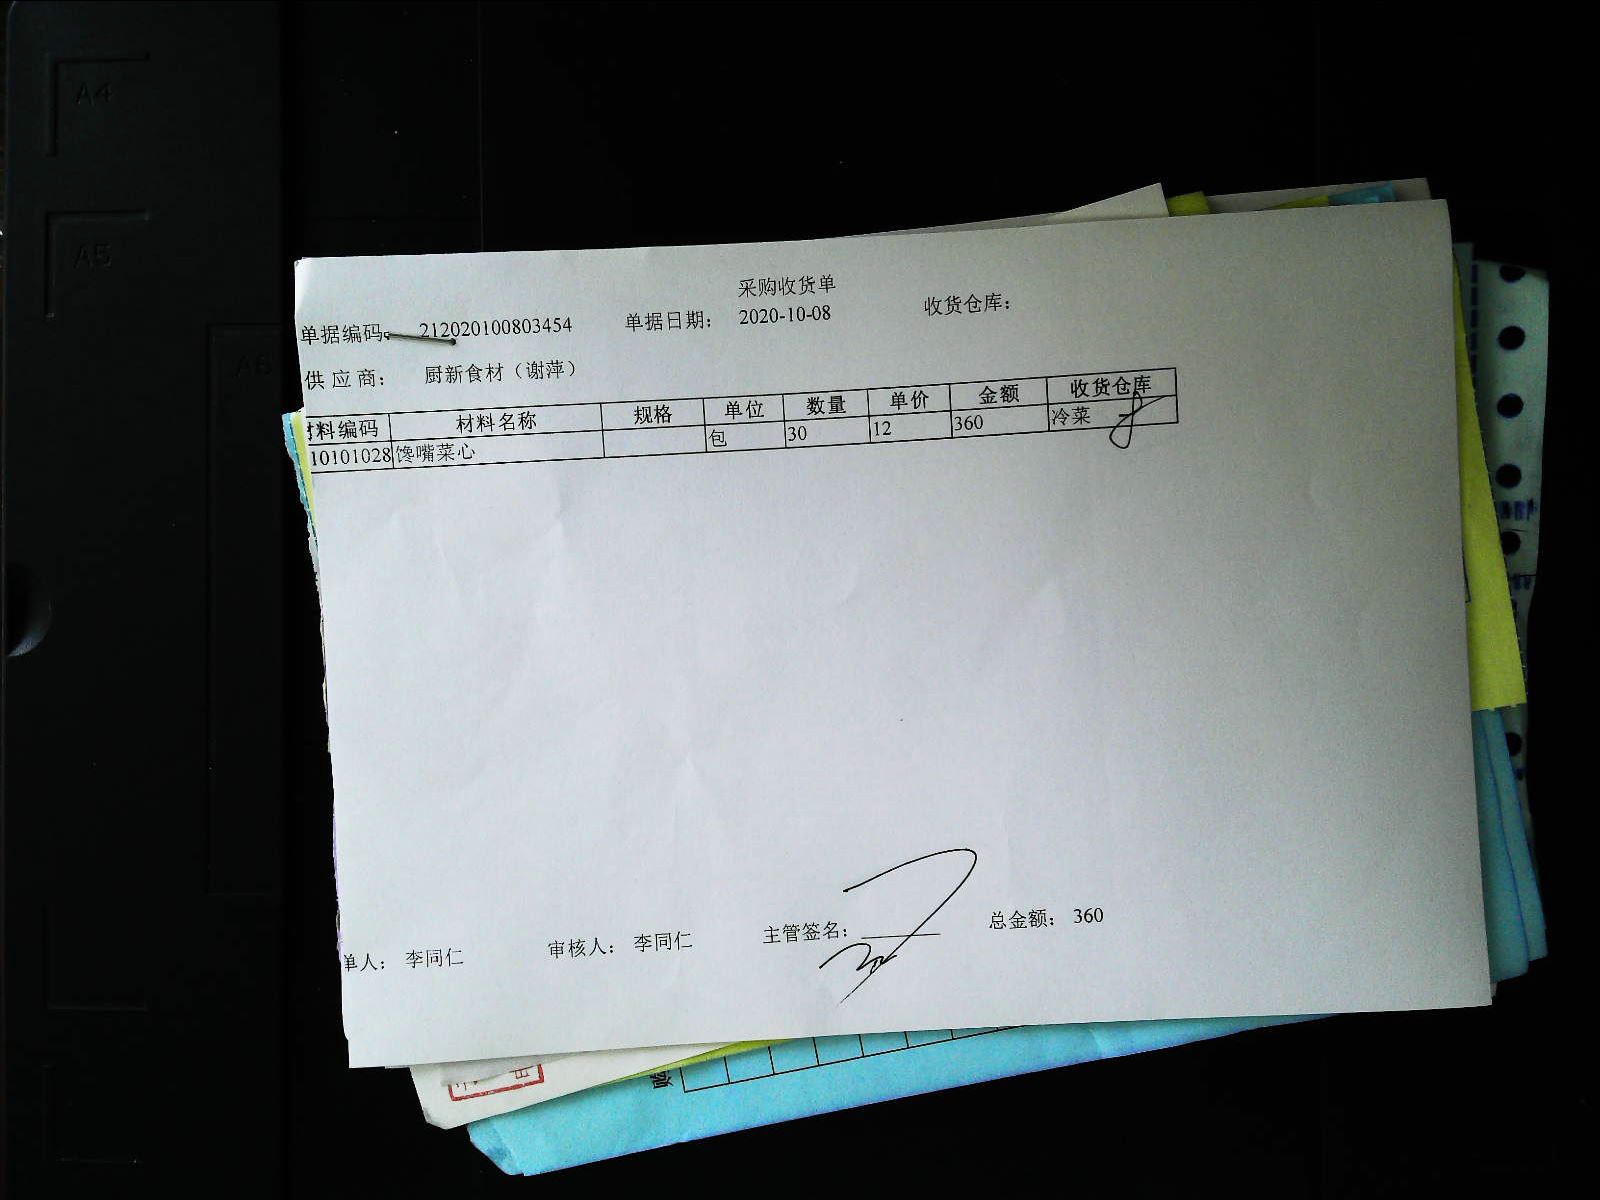 A4
A5
A6
采购收货单
单据编码: 212020100803454 单据日期: 2020-10-08 收货仓库:
供应商: 厨新食材（谢萍）
材料编码 材料名称 规格 单位 数量 单价 金额 收货仓库
10101028 馋嘴菜心 包 30 12 360 冷菜
单人: 李同仁 审核人: 李同仁 主管签名: 总金额: 360